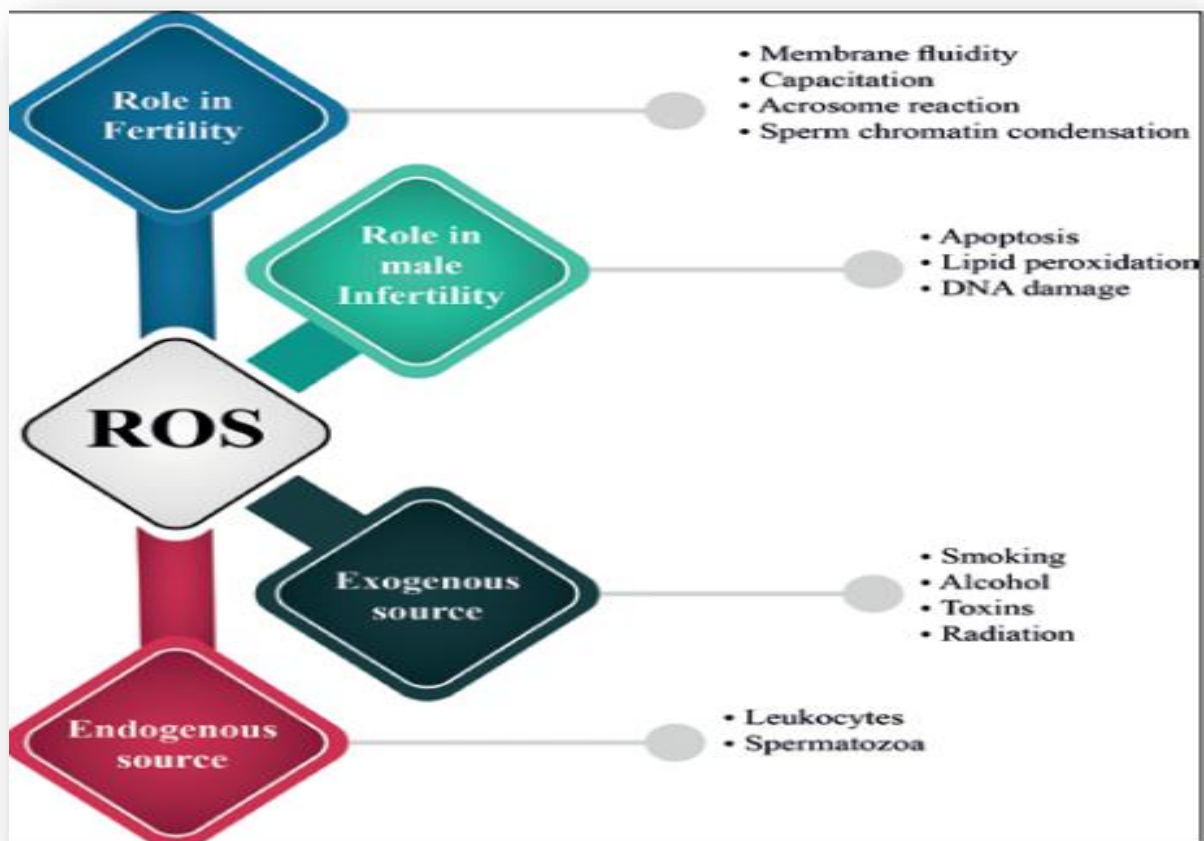 Role in
Fertility
• Membrane fluidity
• Capacitation
• Acrosome reaction
• Sperm chromatin condensation
Role in
male
Infertility
• Apoptosis
• Lipid peroxidation
• DNA damage
ROS
Exogenous
source
• Smoking
• Alcohol
• Toxins
• Radiation
Endogenous
source
• Leukocytes
• Spermatozoa